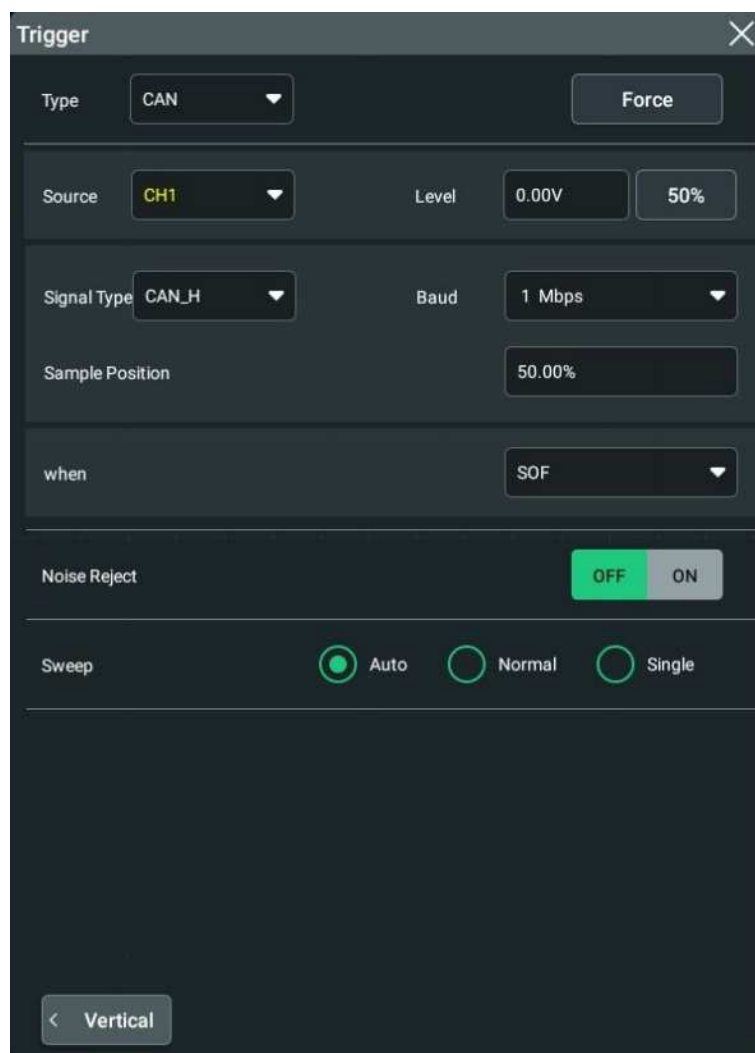 Trigger
Type CAN Force
Source CH1 Level 0.00V 50%
Signal Type CAN_H Baud 1 Mbps
Sample Position 50.00%
when SOF
Noise Reject OFF ON
Sweep Auto Normal Single
< Vertical